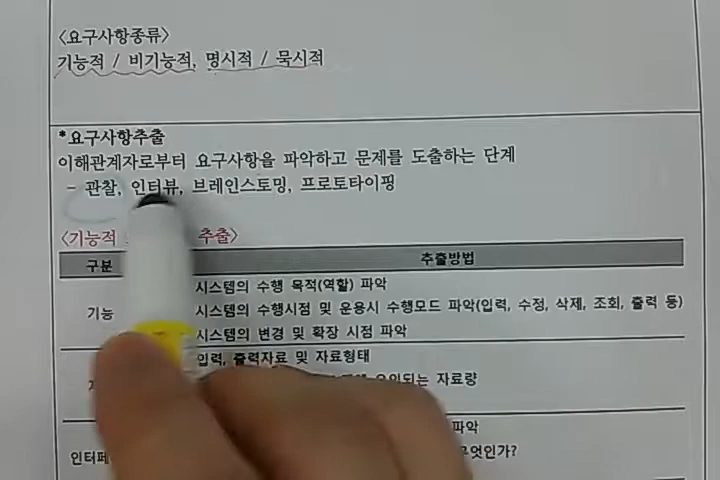 <요구사항종류>
기능적 / 비기능적, 명시적 / 묵시적
*요구사항추출
이해관계자로부터 요구사항을 파악하고 문제를 도출하는 단계
- 관찰, 인터뷰, 브레인스토밍, 프로토타이핑
<기능적 추출>
구분 추출방법
시스템의 수행 목적(역할) 파악
기능 시스템의 수행시점 및 운용시 수행모드 파악(입력, 수정, 삭제, 조회, 출력 등)
시스템의 변경 및 확장 시점 파악
입력, 출력자료 및 자료형태
되는 자료량
파악
인터페 무엇인가?